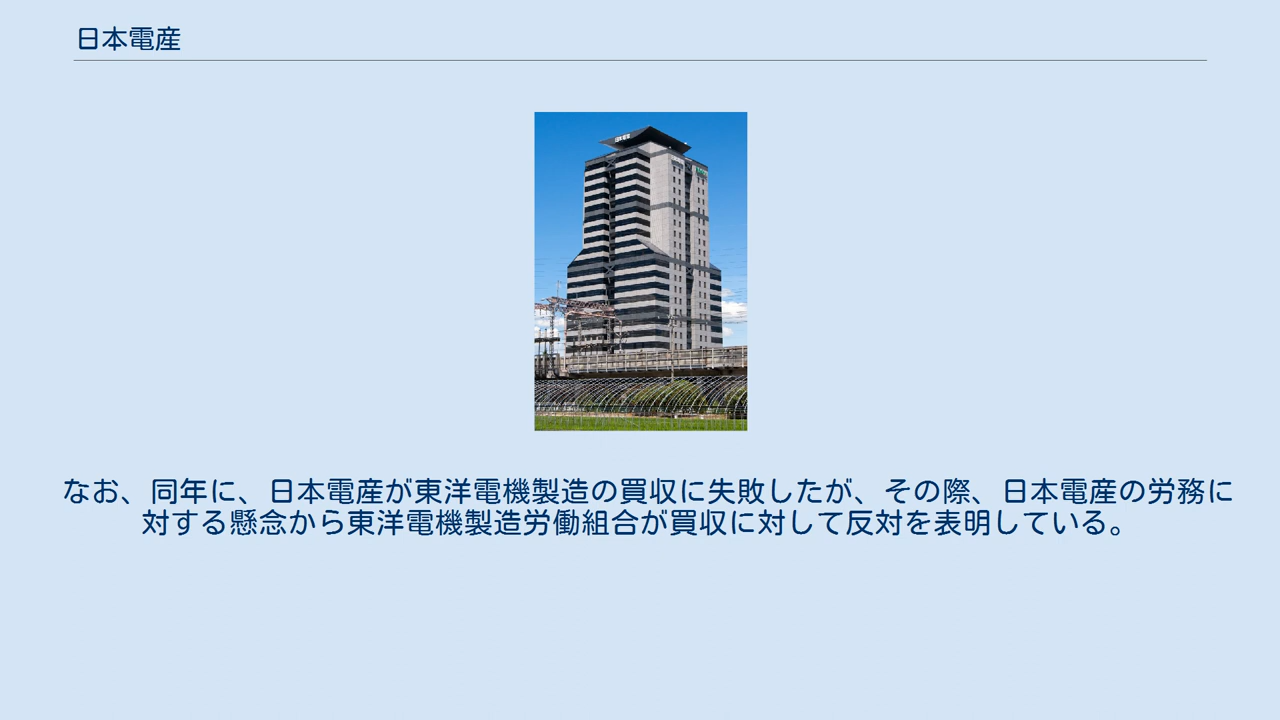 日本電産
なお、同年に、日本電産が東洋電機製造の買収に失敗したが、その際、日本電産の労務に
対する懸念から東洋電機製造労働組合が買収に対して反対を表明している。